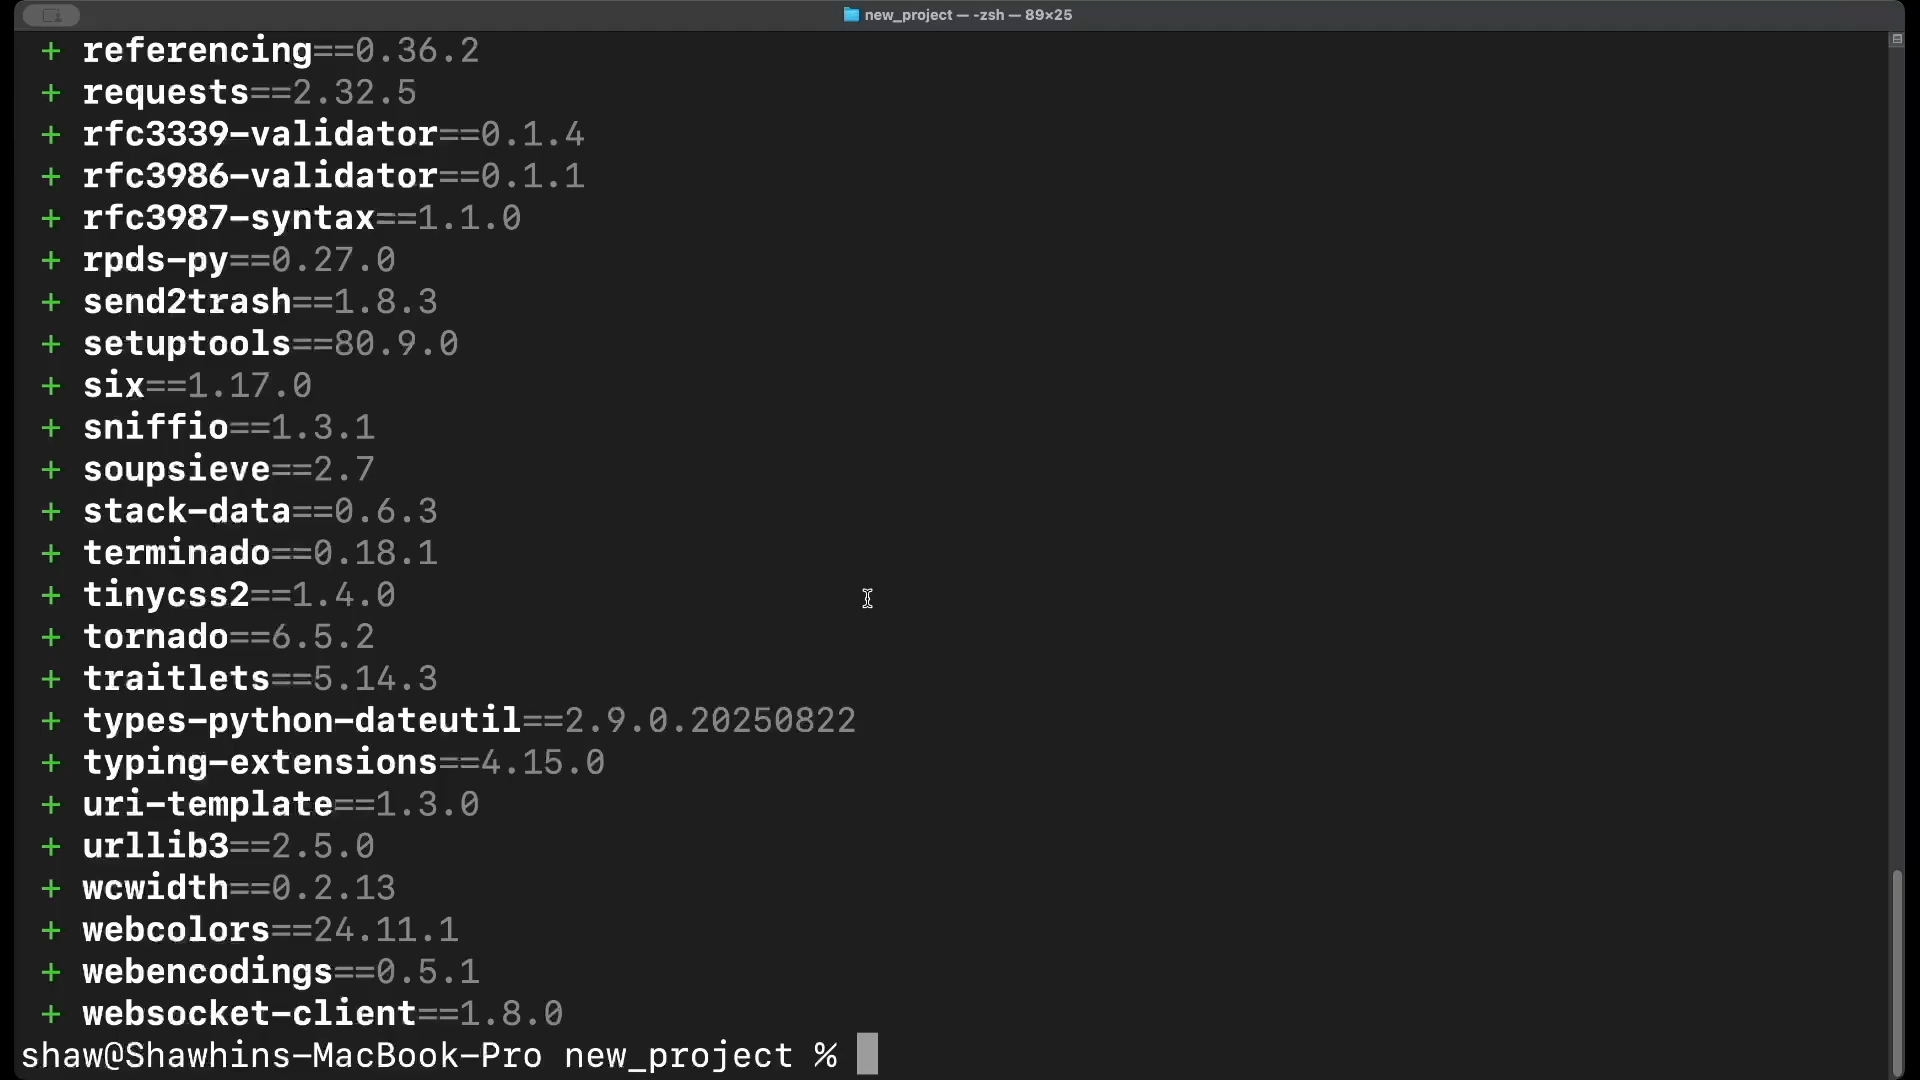 new_project — -zsh — 89×25
+ referencing==0.36.2
+ requests==2.32.5
+ rfc3339-validator==0.1.4
+ rfc3986-validator==0.1.1
+ rfc3987-syntax==1.1.0
+ rpds-py==0.27.0
+ send2trash==1.8.3
+ setuptools==80.9.0
+ six==1.17.0
+ sniffio==1.3.1
+ soupsieve==2.7
+ stack-data==0.6.3
+ terminado==0.18.1
+ tinycss2==1.4.0
+ tornado==6.5.2
+ traitlets==5.14.3
+ types-python-dateutil==2.9.0.20250822
+ typing-extensions==4.15.0
+ uri-template==1.3.0
+ urllib3==2.5.0
+ wcwidth==0.2.13
+ webcolors==24.11.1
+ webencodings==0.5.1
+ websocket-client==1.8.0
shaw@Shawhins-MacBook-Pro new_project %